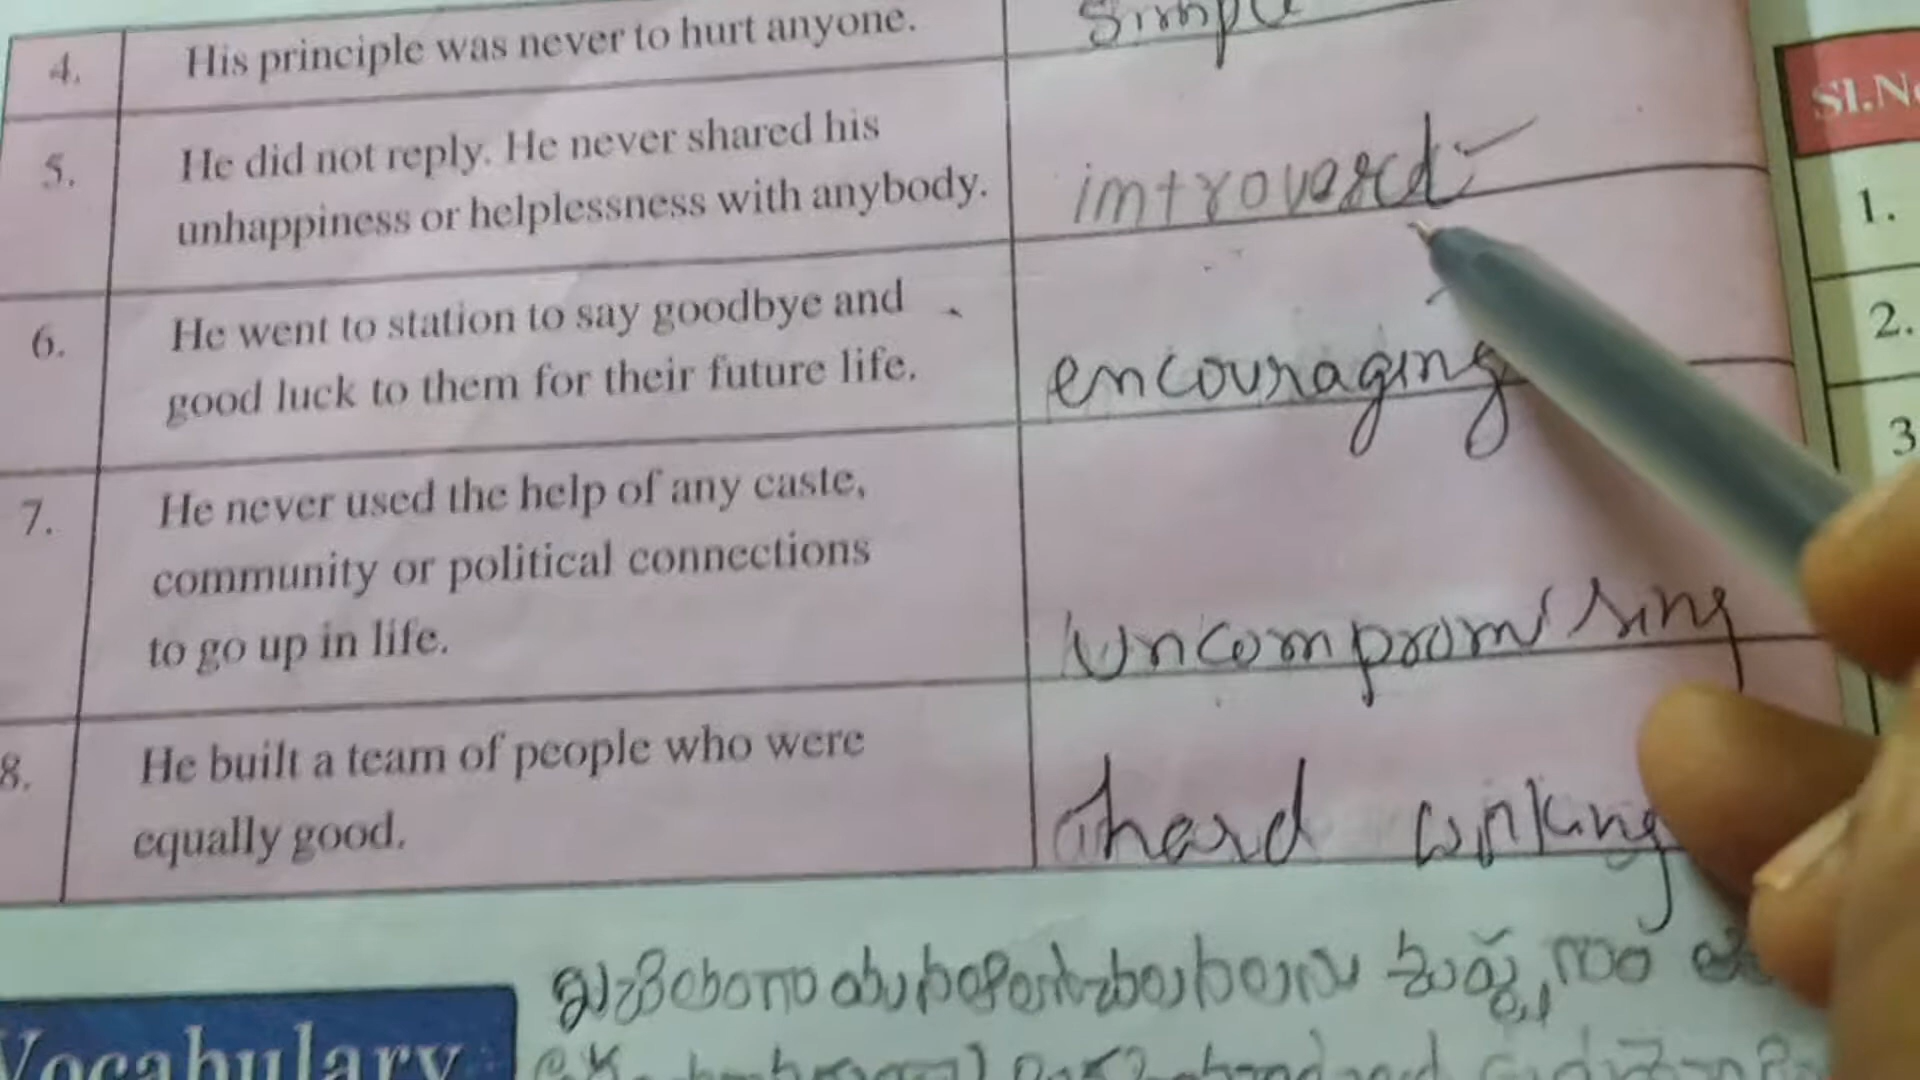 4. His principle was never to hurt anyone. Simple
Sl.No
5. He did not reply. He never shared his
unhappiness or helplessness with anybody. introvert
1.
6. He went to station to say goodbye and
good luck to them for their future life. encouraging
2.
3
7. He never used the help of any caste,
community or political connections
to go up in life. Uncompromising
8. He built a team of people who were
equally good. hard working
Vocabulary